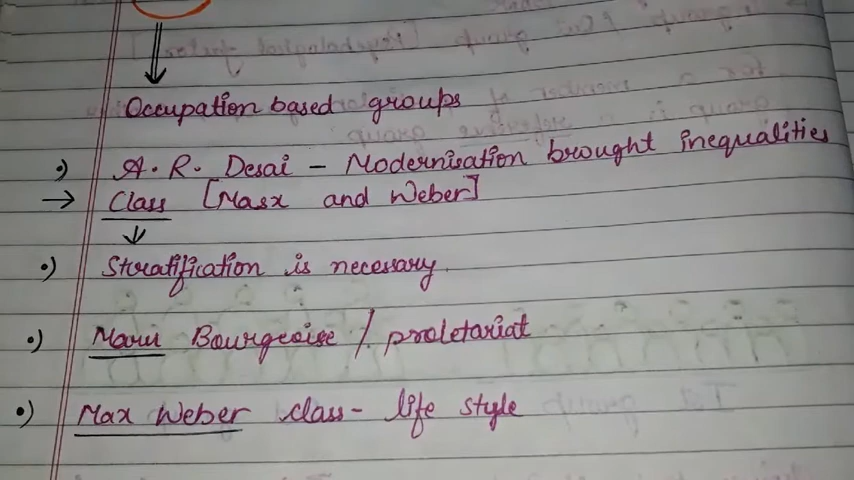 Occupation based groups
•) A. R. Desai - Modernisation brought inequalities
→ Class [Marx and Weber]
•) Stratification is necessary.
•) Marx Bourgeoise / proletariat
•) Max Weber class - life style